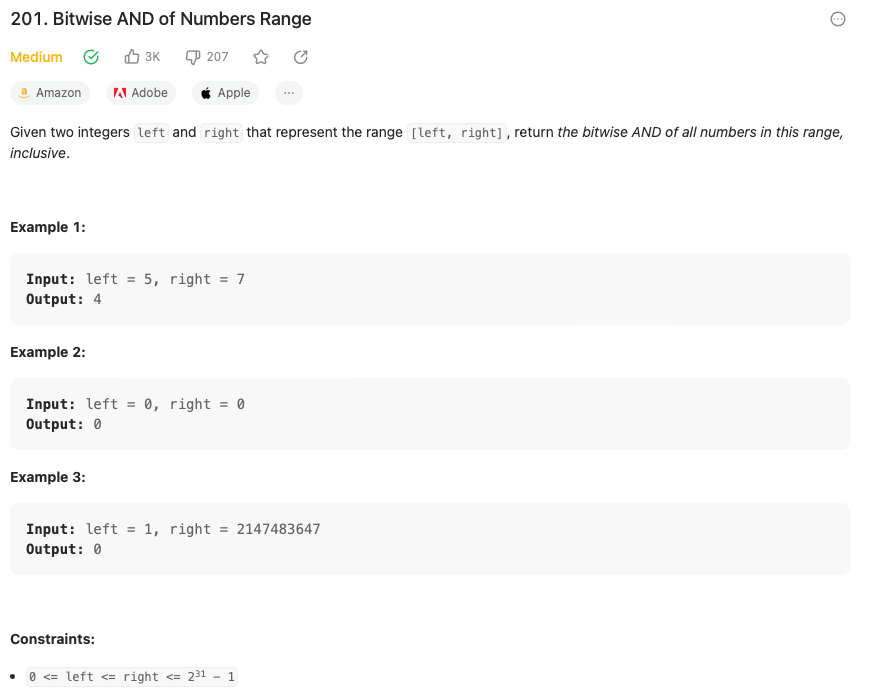 201. Bitwise AND of Numbers Range
Medium 3K 207
Amazon Adobe Apple ...
Given two integers left and right that represent the range [left, right], return the bitwise AND of all numbers in this range,
inclusive.
Example 1:
Input: left = 5, right = 7
Output: 4
Example 2:
Input: left = 0, right = 0
Output: 0
Example 3:
Input: left = 1, right = 2147483647
Output: 0
Constraints:
• 0 <= left <= right <= 2³¹ - 1